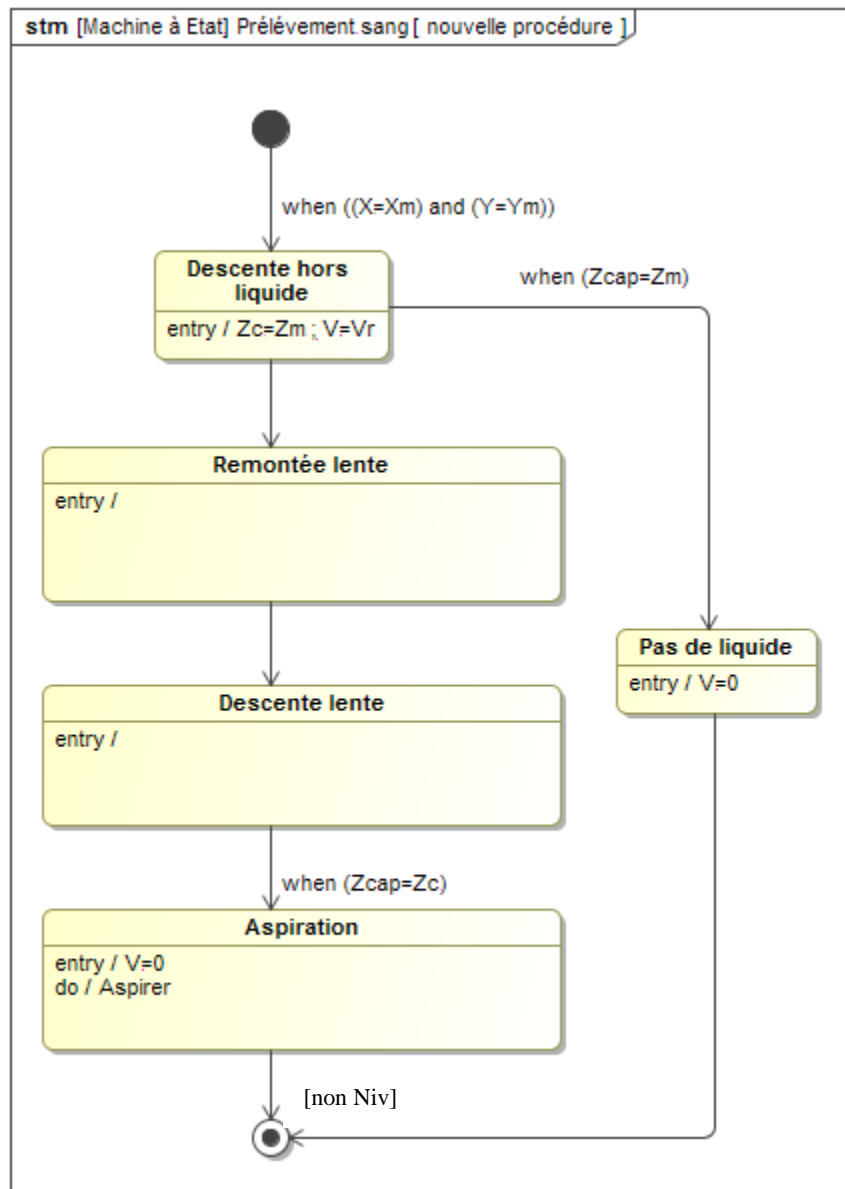 stm [Machine à Etat] Prélévement.sang [ nouvelle procédure ]
when ((X=Xm) and (Y=Ym))
Descente hors
liquide
entry / Zc=Zm ; V=Vr
when (Zcap=Zm)
Remontée lente
entry /
Pas de liquide
entry / V=0
Descente lente
entry /
when (Zcap=Zc)
Aspiration
entry / V=0
do / Aspirer
[non Niv]